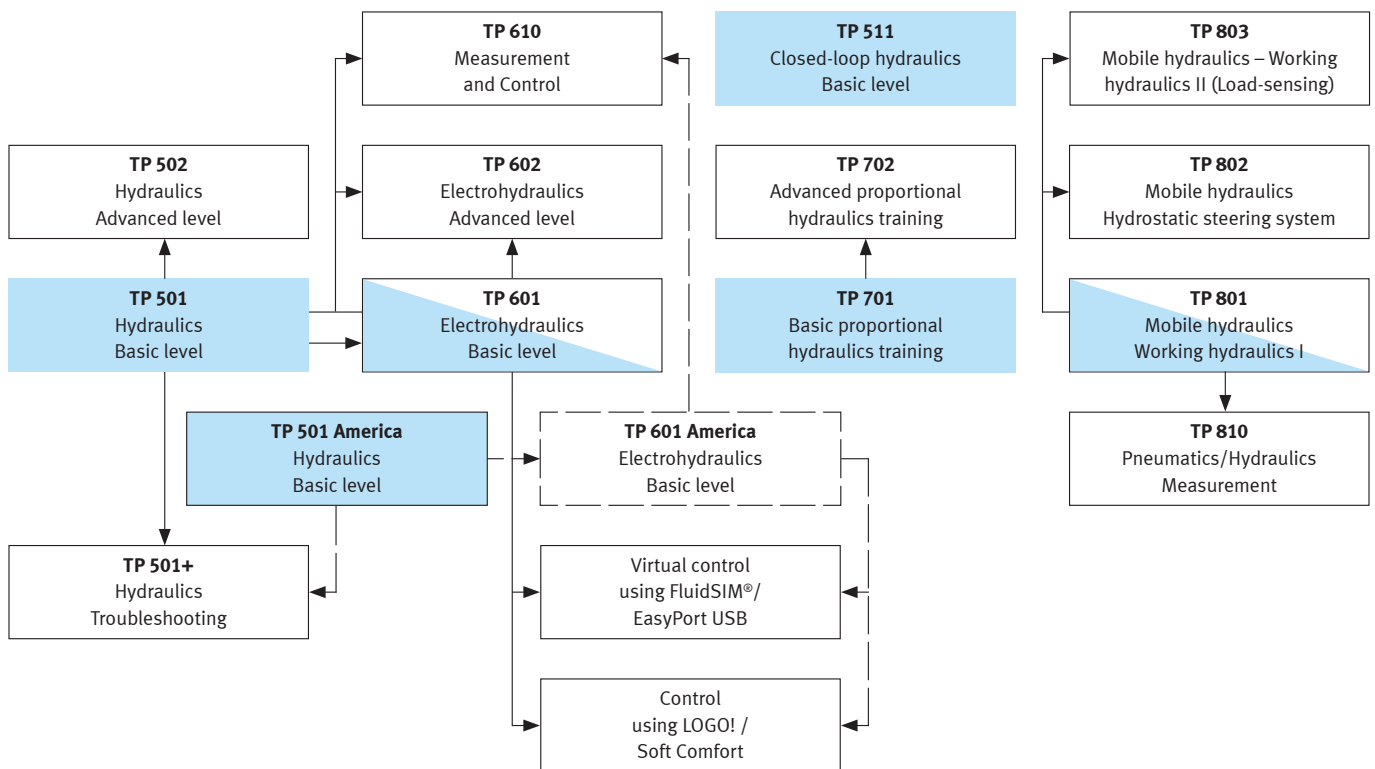 TP 610
Measurement
and Control
TP 511
Closed-loop hydraulics
Basic level
TP 803
Mobile hydraulics – Working
hydraulics II (Load-sensing)
TP 502
Hydraulics
Advanced level
TP 602
Electrohydraulics
Advanced level
TP 702
Advanced proportional
hydraulics training
TP 802
Mobile hydraulics
Hydrostatic steering system
TP 501
Hydraulics
Basic level
TP 601
Electrohydraulics
Basic level
TP 701
Basic proportional
hydraulics training
TP 801
Mobile hydraulics
Working hydraulics I
TP 501 America
Hydraulics
Basic level
TP 601 America
Electrohydraulics
Basic level
TP 810
Pneumatics/Hydraulics
Measurement
TP 501+
Hydraulics
Troubleshooting
Virtual control
using FluidSIM®/
EasyPort USB
Control
using LOGO! /
Soft Comfort